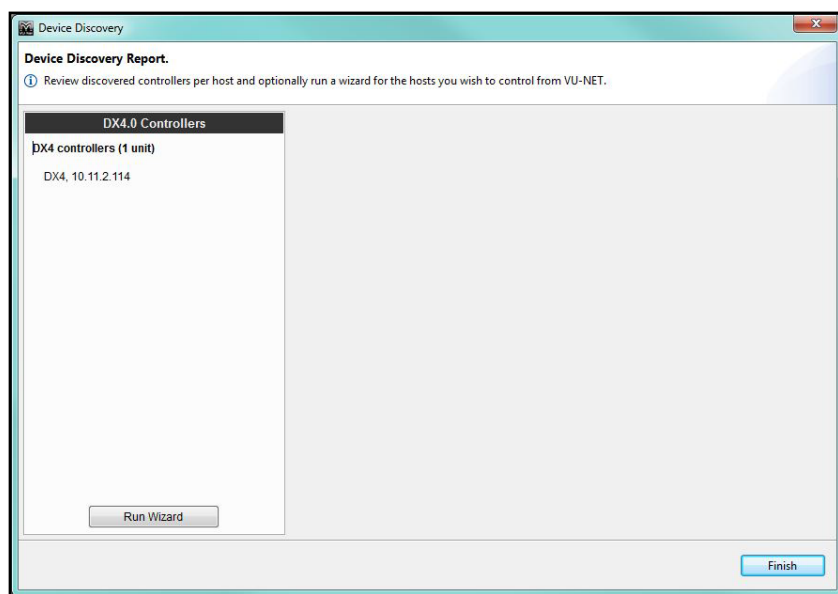 Device Discovery
Device Discovery Report.
Review discovered controllers per host and optionally run a wizard for the hosts you wish to control from VU-NET.
DX4.0 Controllers
DX4 controllers (1 unit)
DX4, 10.11.2.114
Run Wizard
Finish